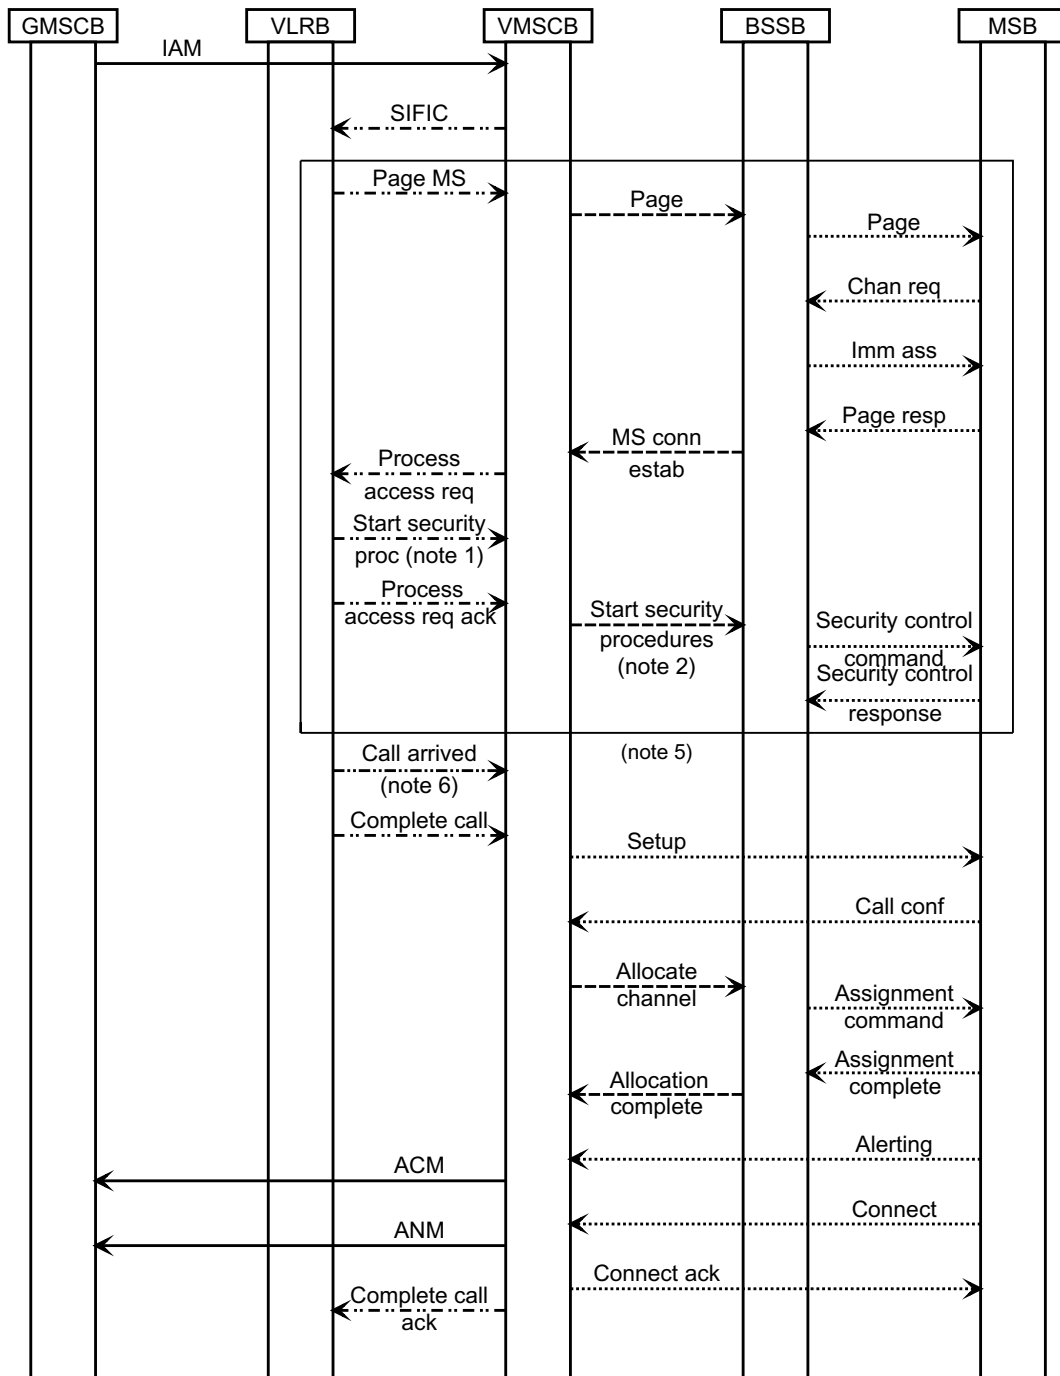 GMSCB
VLRB
VMSCB
BSSB
MSB
IAM
SIFIC
Page MS
Page
Page
Chan req
Imm ass
Page resp
MS conn
estab
Process
access req
Start security
proc (note 1)
Process
access req ack
Start security
procedures
(note 2)
Security control
command
Security control
response
(note 5)
Call arrived
(note 6)
Complete call
Setup
Call conf
Allocate
channel
Assignment
command
Assignment
complete
Allocation
complete
Alerting
ACM
Connect
ANM
Connect ack
Complete call
ack